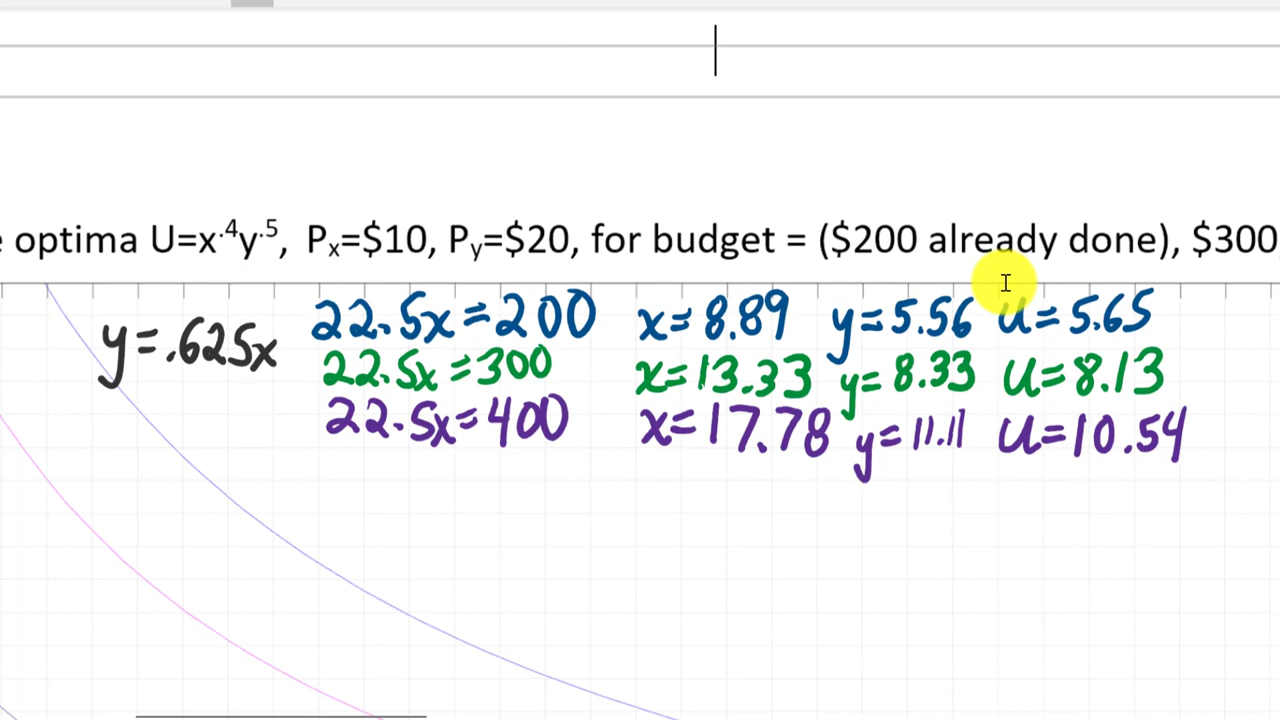 e optima U=x.4y.5, Px=$10, Py=$20, for budget = ($200 already done), $300,
y=.625x
22.5x=200 x=8.89 y=5.56 u=5.65
22.5x=300 x=13.33 y=8.33 u=8.13
22.5x=400 x=17.78 y=11.11 u=10.54